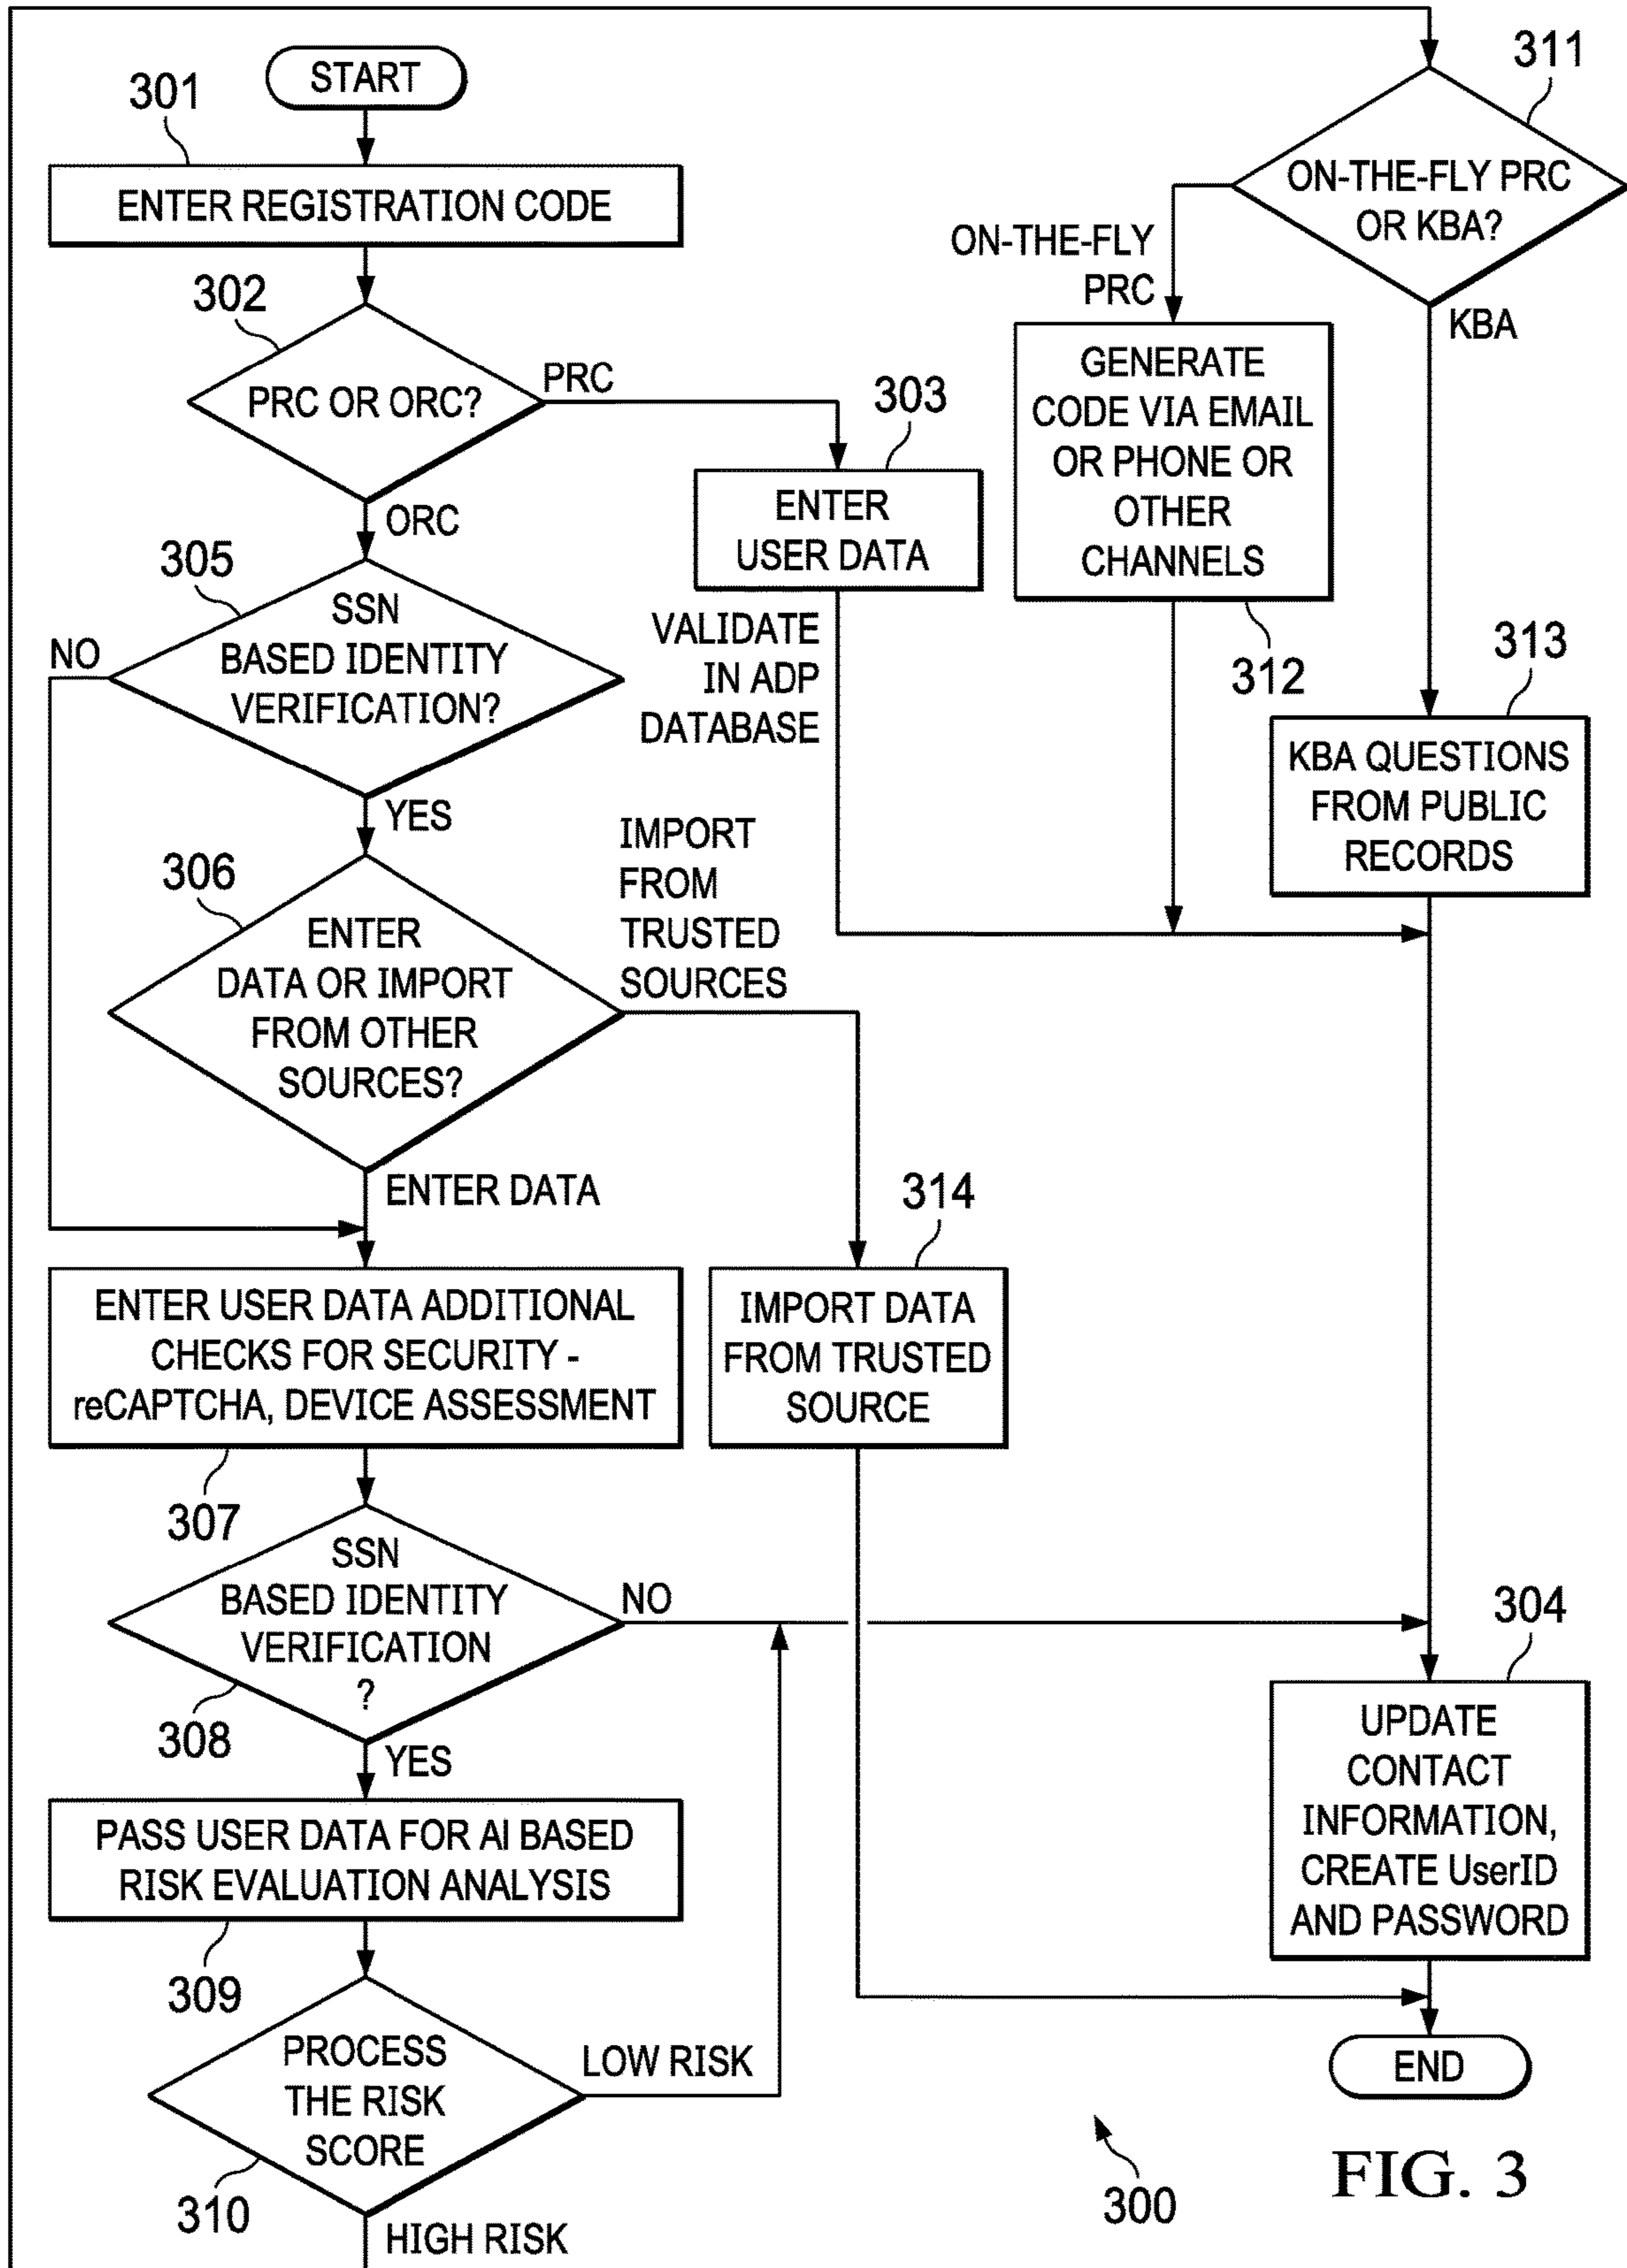 START
301
ENTER REGISTRATION CODE
302
PRC OR ORC?
PRC
ORC
303
ENTER
USER DATA
VALIDATE
IN ADP
DATABASE
305
SSN
BASED IDENTITY
VERIFICATION?
NO
YES
306
ENTER
DATA OR IMPORT
FROM OTHER
SOURCES?
IMPORT
FROM
TRUSTED
SOURCES
ENTER DATA
314
IMPORT DATA
FROM TRUSTED
SOURCE
ENTER USER DATA ADDITIONAL
CHECKS FOR SECURITY -
reCAPTCHA, DEVICE ASSESSMENT
307
SSN
BASED IDENTITY
VERIFICATION
?
308
NO
YES
PASS USER DATA FOR AI BASED
RISK EVALUATION ANALYSIS
309
PROCESS
THE RISK
SCORE
310
LOW RISK
HIGH RISK
311
ON-THE-FLY PRC
OR KBA?
ON-THE-FLY
PRC
KBA
GENERATE
CODE VIA EMAIL
OR PHONE OR
OTHER
CHANNELS
312
313
KBA QUESTIONS
FROM PUBLIC
RECORDS
304
UPDATE
CONTACT
INFORMATION,
CREATE UserID
AND PASSWORD
END
300
FIG. 3